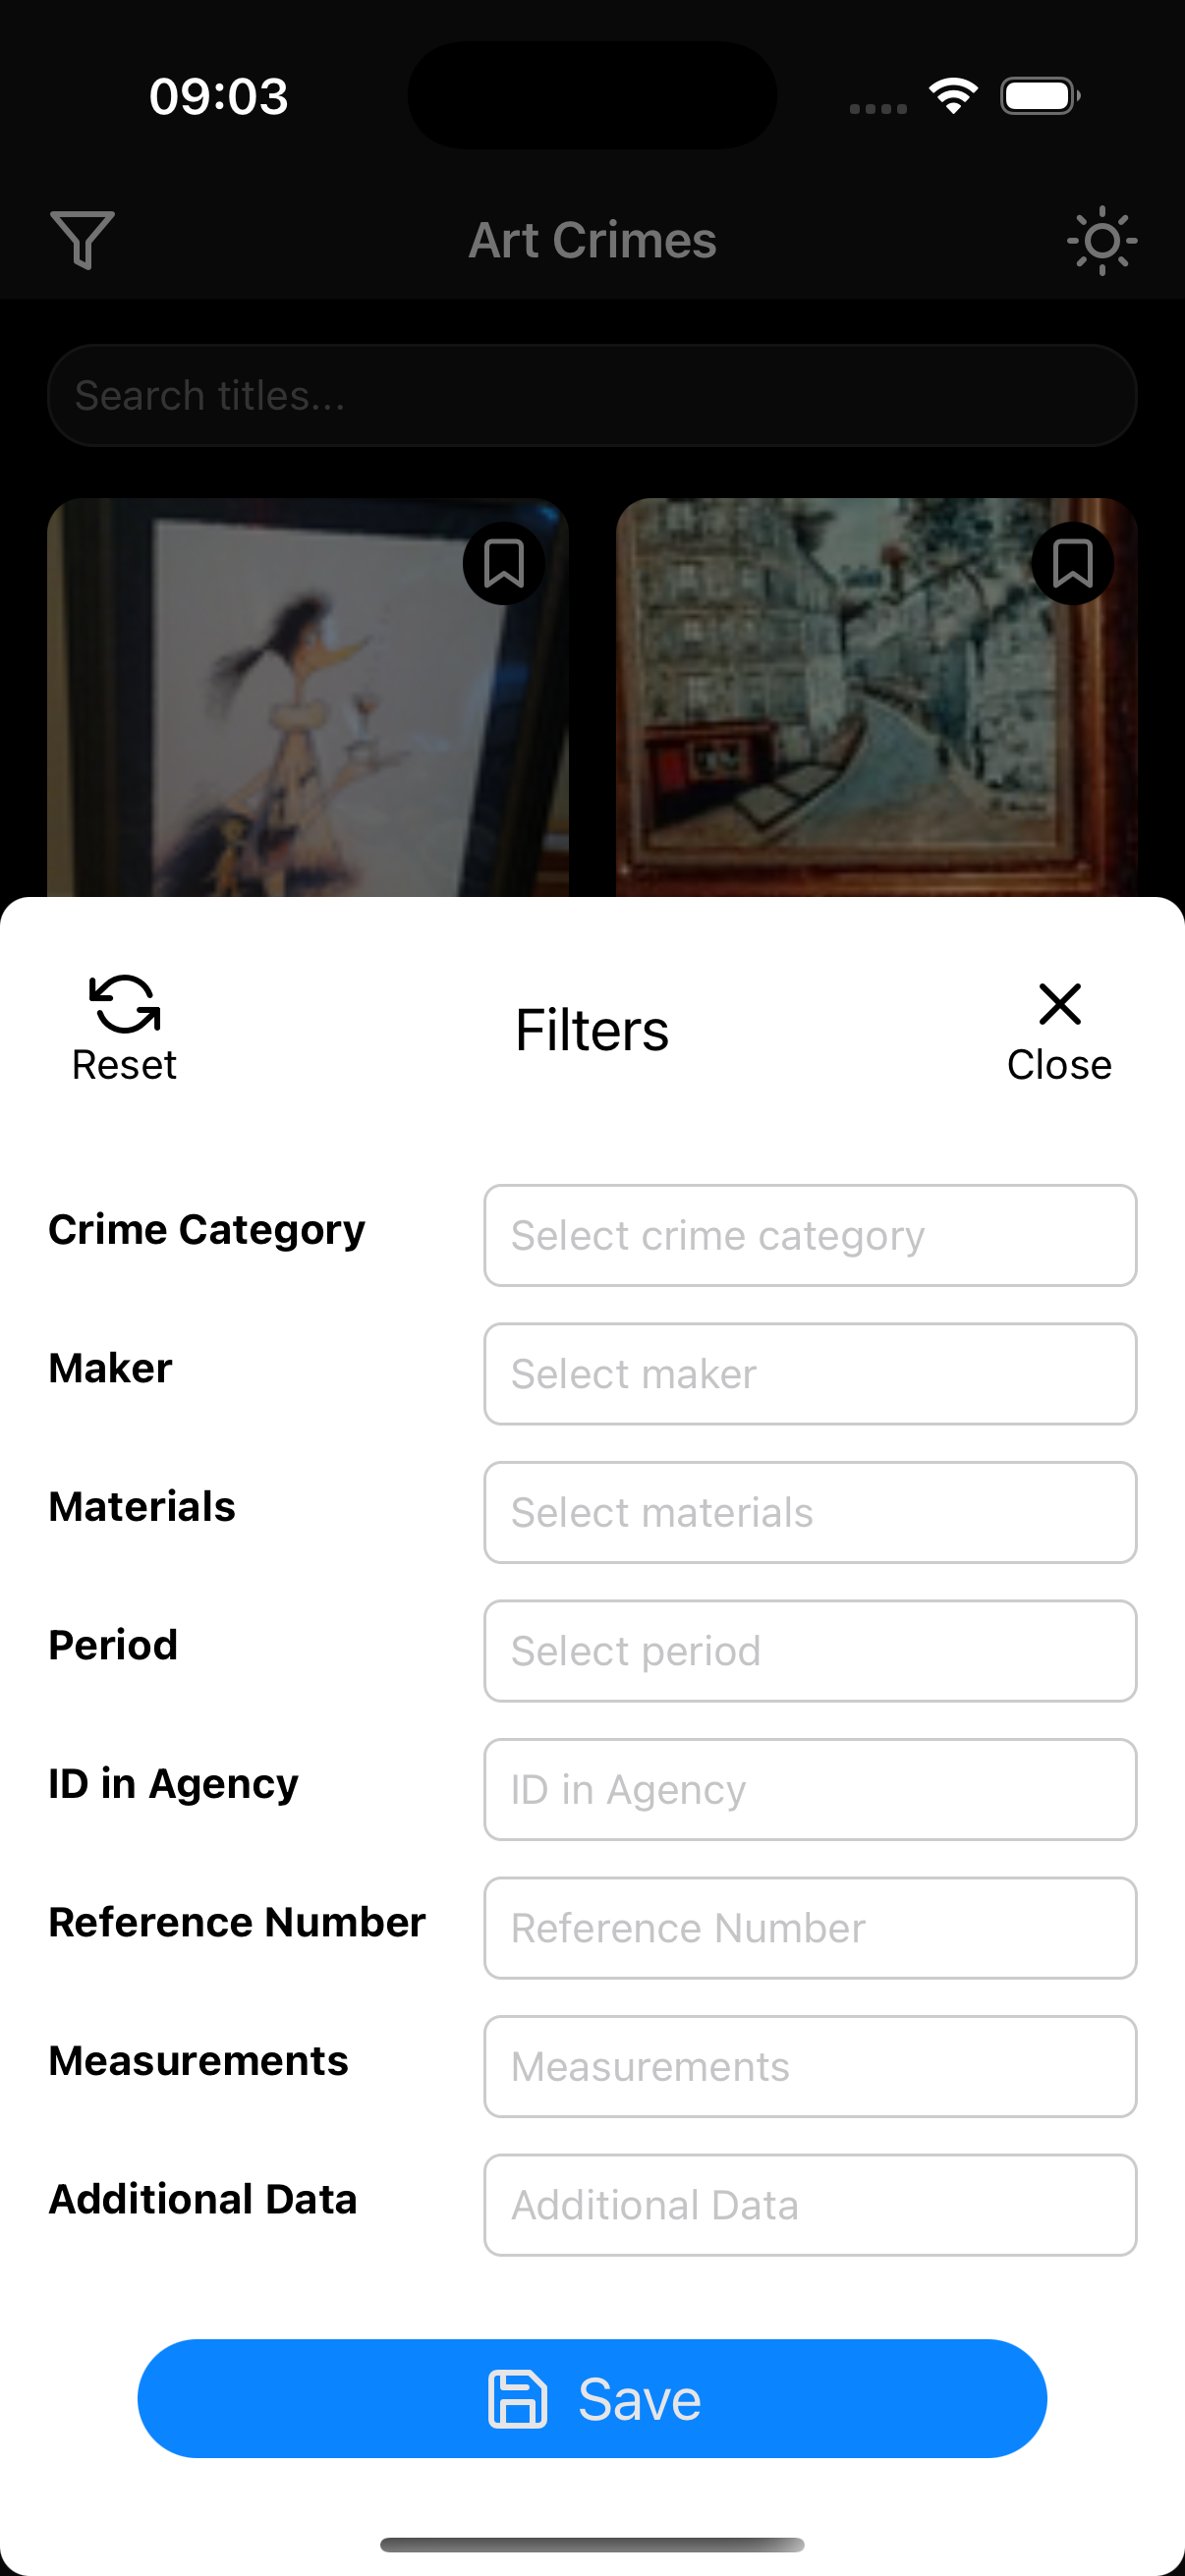 09:03
Art Crimes
Search titles...
Reset
Filters
Close
Crime Category
Select crime category
Maker
Select maker
Materials
Select materials
Period
Select period
ID in Agency
ID in Agency
Reference Number
Reference Number
Measurements
Measurements
Additional Data
Additional Data
Save